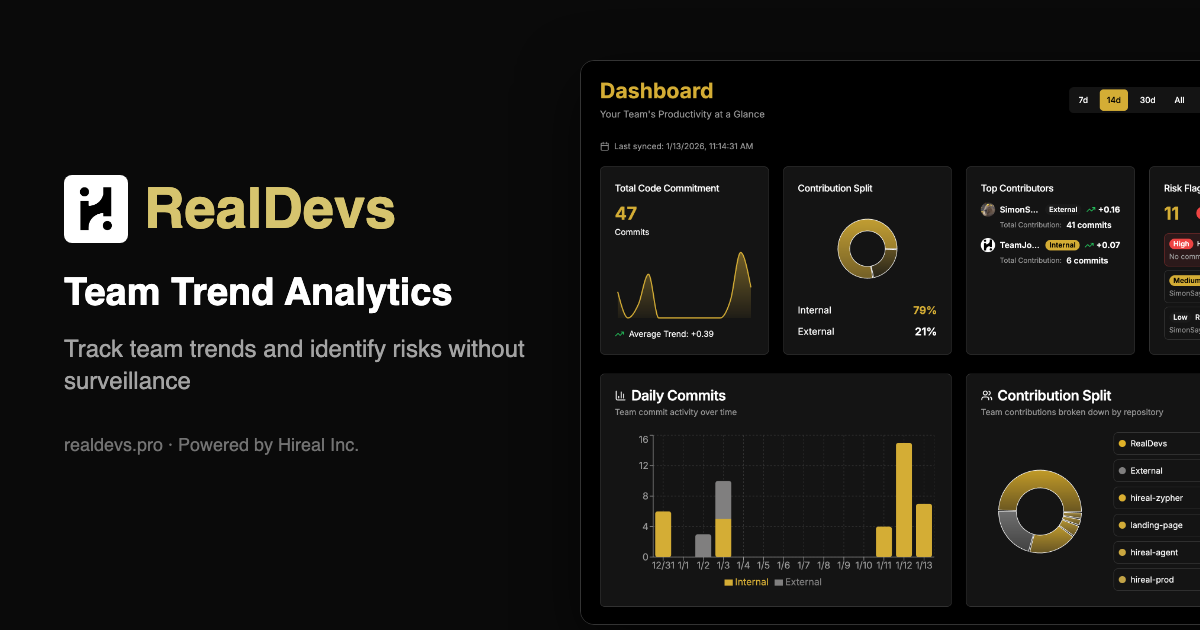 RealDevs
Team Trend Analytics
Track team trends and identify risks without
surveillance
realdevs.pro · Powered by Hireal Inc.
Dashboard
Your Team's Productivity at a Glance
7d 14d 30d All
Last synced: 1/13/2026, 11:14:31 AM
Total Code Commitment
47
Commits
Average Trend: +0.39
Contribution Split
Internal 79%
External 21%
Top Contributors
SimonS... External +0.16
Total Contribution: 41 commits
TeamJo... Internal +0.07
Total Contribution: 6 commits
Risk Flag
11
High
No comm
Medium
SimonSay
Low R
SimonSay
Daily Commits
Team commit activity over time
16
12
8
4
0
12/31 1/1 1/2 1/3 1/4 1/5 1/6 1/7 1/8 1/9 1/10 1/11 1/12 1/13
Internal External
Contribution Split
Team contributions broken down by repository
RealDevs
External
hireal-zypher
landing-page
hireal-agent
hireal-prod